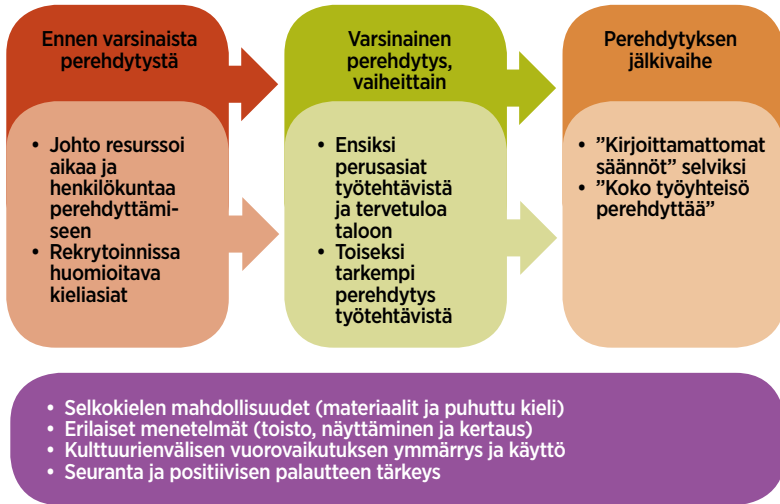 Ennen varsinaista
perehdytystä
• Johto resurssoi
aikaa ja
henkilökuntaa
perehdyttämi-
seen
• Rekrytoinnissa
huomioitava
kieliasiat
Varsinainen
perehdytys,
vaiheittain
• Ensiksi
perusasiat
työtehtävistä
ja tervetuloa
taloon
• Toiseksi
tarkempi
perehdytys
työtehtävistä
Perehdytyksen
jälkivaihe
• ”Kirjoittamattomat
säännöt” selviksi
• ”Koko työyhteisö
perehdyttää”
• Selkokielen mahdollisuudet (materiaalit ja puhuttu kieli)
• Erilaiset menetelmät (toisto, näyttäminen ja kertaus)
• Kulttuurienvälisen vuorovaikutuksen ymmärrys ja käyttö
• Seuranta ja positiivisen palautteen tärkeys